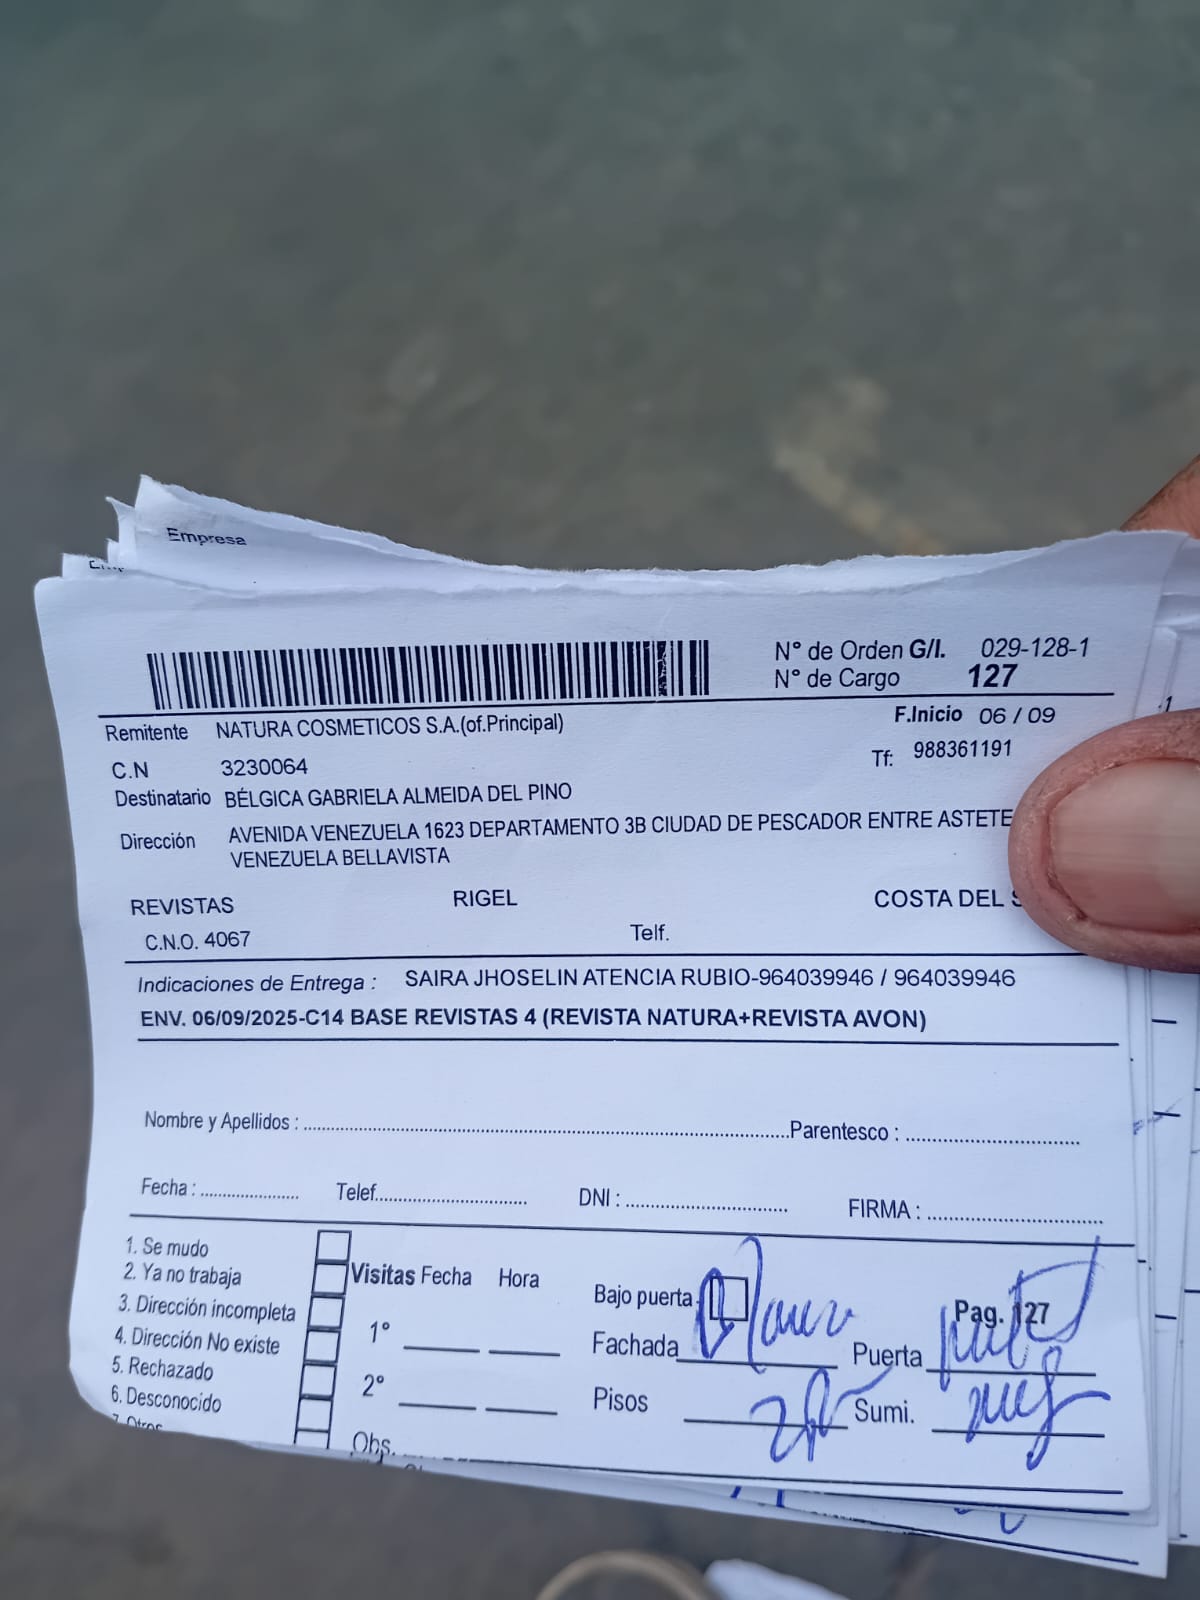 Empresa
N° de Orden G/I. 029-128-1
N° de Cargo 127
Remitente NATURA COSMETICOS S.A.(of.Principal)
F.Inicio 06 / 09
C.N 3230064
Tf: 988361191
Destinatario BÉLGICA GABRIELA ALMEIDA DEL PINO
Dirección AVENIDA VENEZUELA 1623 DEPARTAMENTO 3B CIUDAD DE PESCADOR ENTRE ASTETE
VENEZUELA BELLAVISTA
REVISTAS RIGEL COSTA DEL
C.N.O. 4067 Telf.
Indicaciones de Entrega : SAIRA JHOSELIN ATENCIA RUBIO-964039946 / 964039946
ENV. 06/09/2025-C14 BASE REVISTAS 4 (REVISTA NATURA+REVISTA AVON)
Nombre y Apellidos : Parentesco :
Fecha : Telef. DNI : FIRMA :
1. Se mudo
2. Ya no trabaja
3. Dirección incompleta
4. Dirección No existe
5. Rechazado
6. Desconocido
7. Otros
Visitas Fecha Hora
1°
2°
Obs.
Bajo puerta Pag. 127
Fachada Puerta
Pisos Sumi.